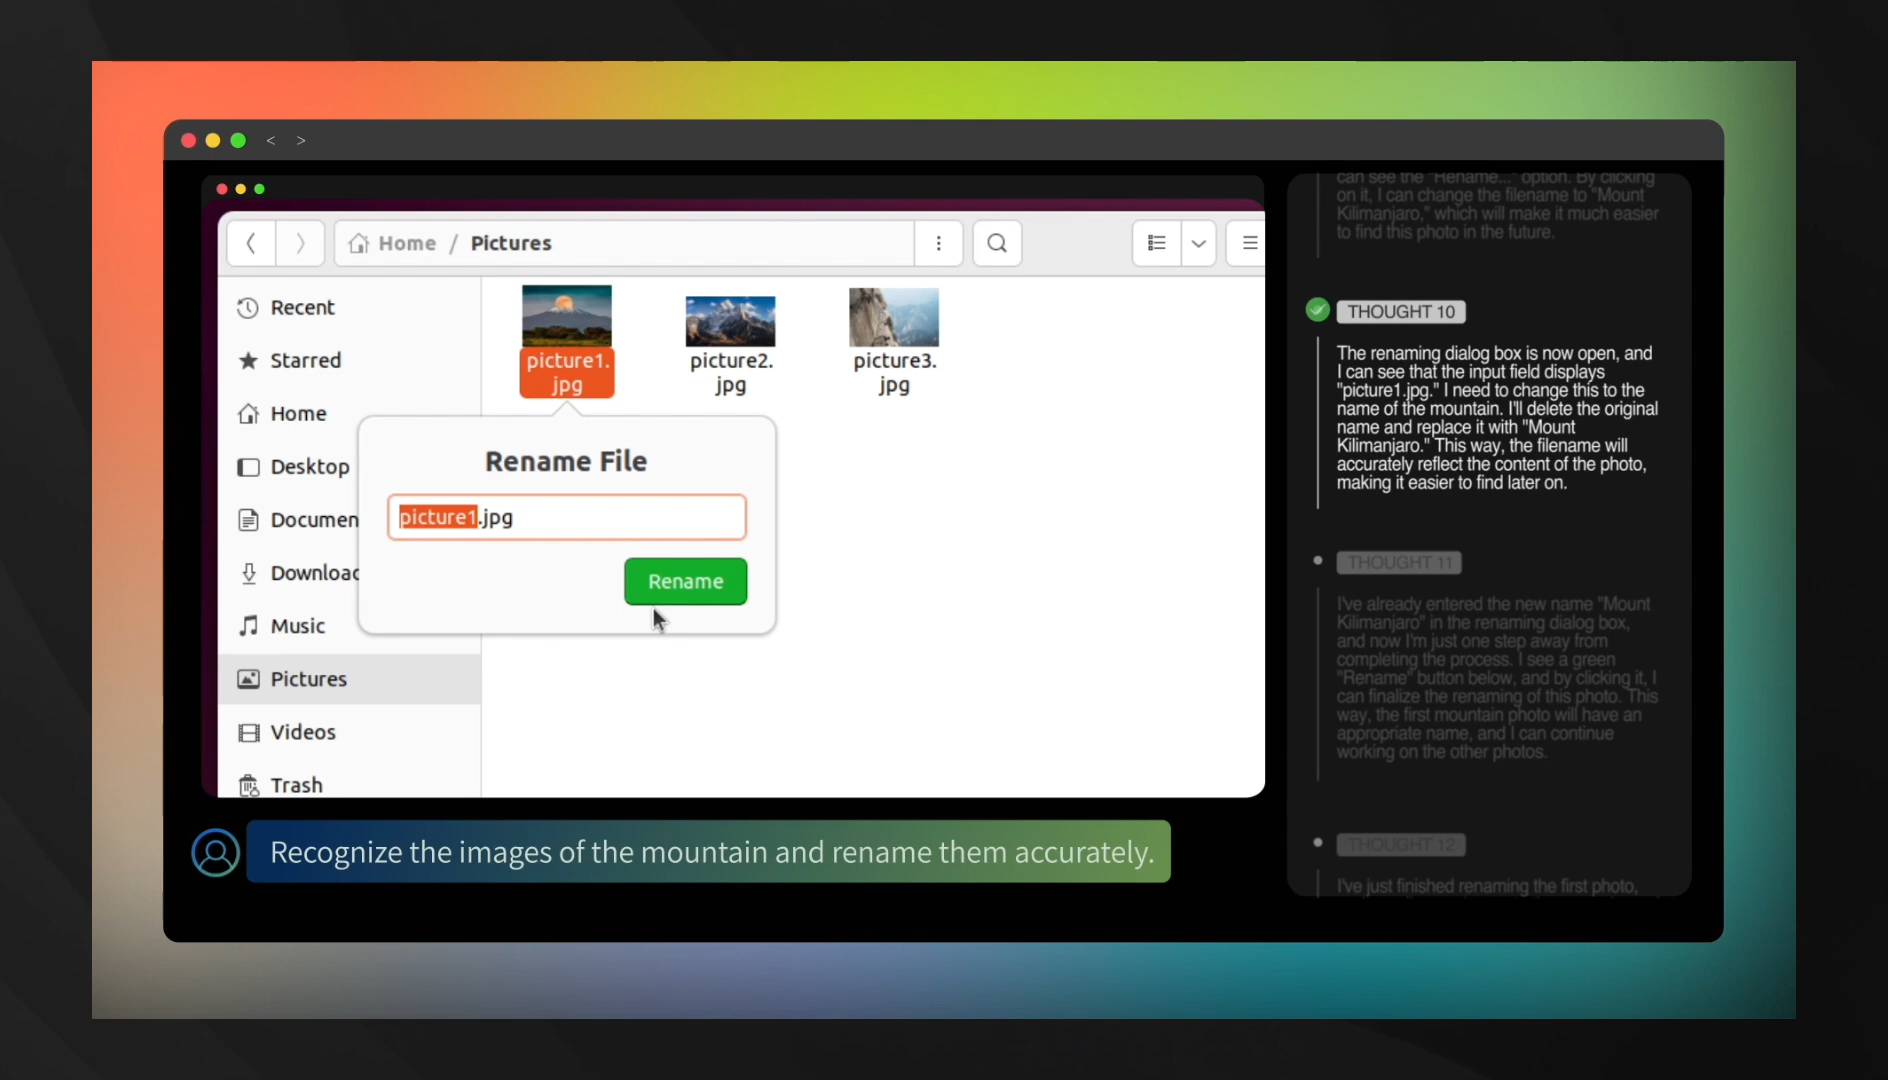 < >
Home / Pictures
Recent
Starred
Home
Desktop
Documen
Downloac
Music
Pictures
Videos
Trash
picture1.
jpg
picture2.
jpg
picture3.
jpg
Rename File
picture1.jpg
Rename
Recognize the images of the mountain and rename them accurately.
can see the "Rename..." option. By clicking
on it, I can change the filename to "Mount
Kilimanjaro," which will make it much easier
to find this photo in the future.
THOUGHT 10
The renaming dialog box is now open, and
I can see that the input field displays
"picture1.jpg." I need to change this to the
name of the mountain. I'll delete the original
name and replace it with "Mount
Kilimanjaro." This way, the filename will
accurately reflect the content of the photo,
making it easier to find later on.
THOUGHT 11
I've already entered the new name "Mount
Kilimanjaro" in the renaming dialog box,
and now I'm just one step away from
completing the process. I see a green
"Rename" button below, and by clicking it, I
can finalize the renaming of this photo. This
way, the first mountain photo will have an
appropriate name, and I can continue
working on the other photos.
THOUGHT 12
I've just finished renaming the first photo,